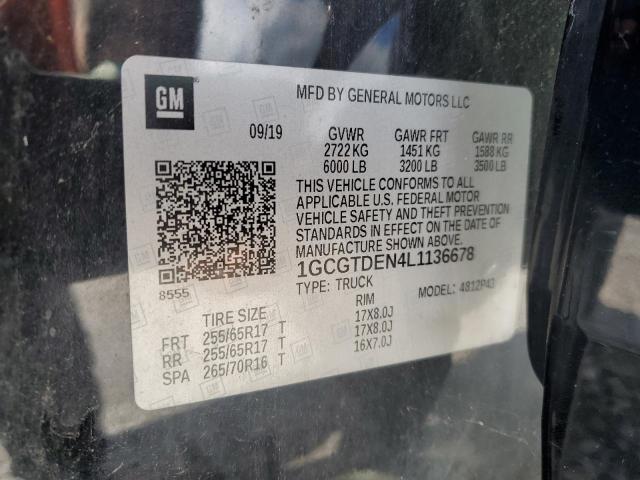 GM
MFD BY GENERAL MOTORS LLC
09/19 GVWR GAWR FRT GAWR RR
2722 KG 1451 KG 1588 KG
6000 LB 3200 LB 3500 LB
THIS VEHICLE CONFORMS TO ALL
APPLICABLE U.S. FEDERAL MOTOR
VEHICLE SAFETY AND THEFT PREVENTION
STANDARDS IN EFFECT ON THE DATE OF
MANUFACTURE SHOWN ABOVE.
1GCGTDEN4L1136678
8555
TYPE: TRUCK MODEL: 4812P43
TIRE SIZE RIM
FRT 255/65R17 T 17X8.0J
RR 255/65R17 T 17X8.0J
SPA 265/70R16 T 16X7.0J